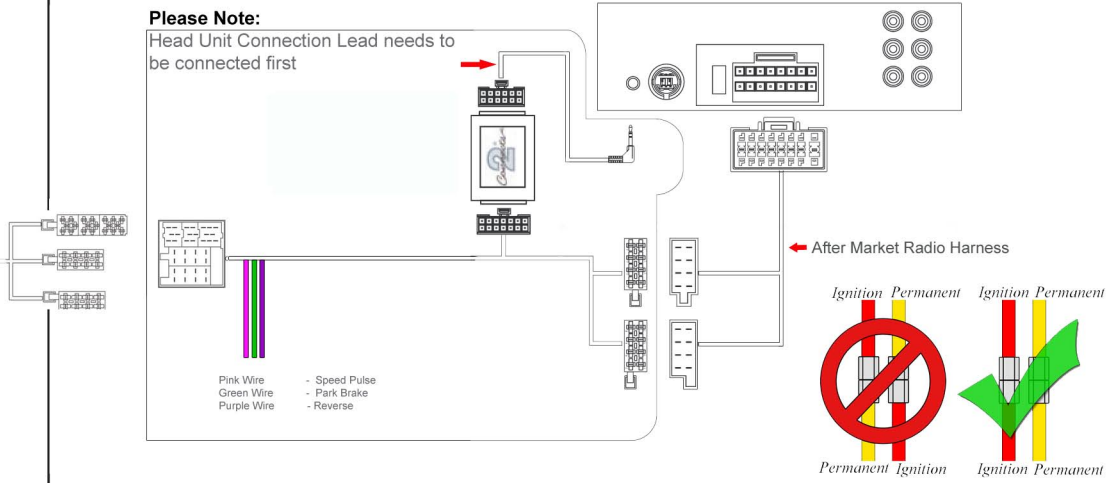 Please Note:
Head Unit Connection Lead needs to
be connected first
After Market Radio Harness
Ignition Permanent Ignition Permanent
Pink Wire - Speed Pulse
Green Wire - Park Brake
Purple Wire - Reverse
Permanent Ignition Ignition Permanent